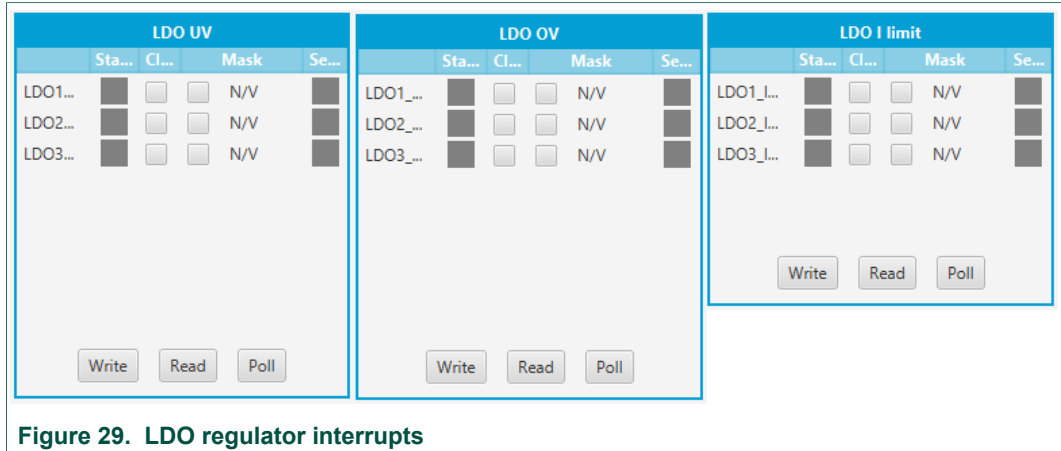 LDO UV
Sta... Cl... Mask Se...
LDO1... N/V
LDO2... N/V
LDO3... N/V
Write Read Poll
LDO OV
Sta... Cl... Mask Se...
LDO1_... N/V
LDO2_... N/V
LDO3_... N/V
Write Read Poll
LDO I limit
Sta... Cl... Mask Se...
LDO1_I... N/V
LDO2_I... N/V
LDO3_I... N/V
Write Read Poll
Figure 29. LDO regulator interrupts